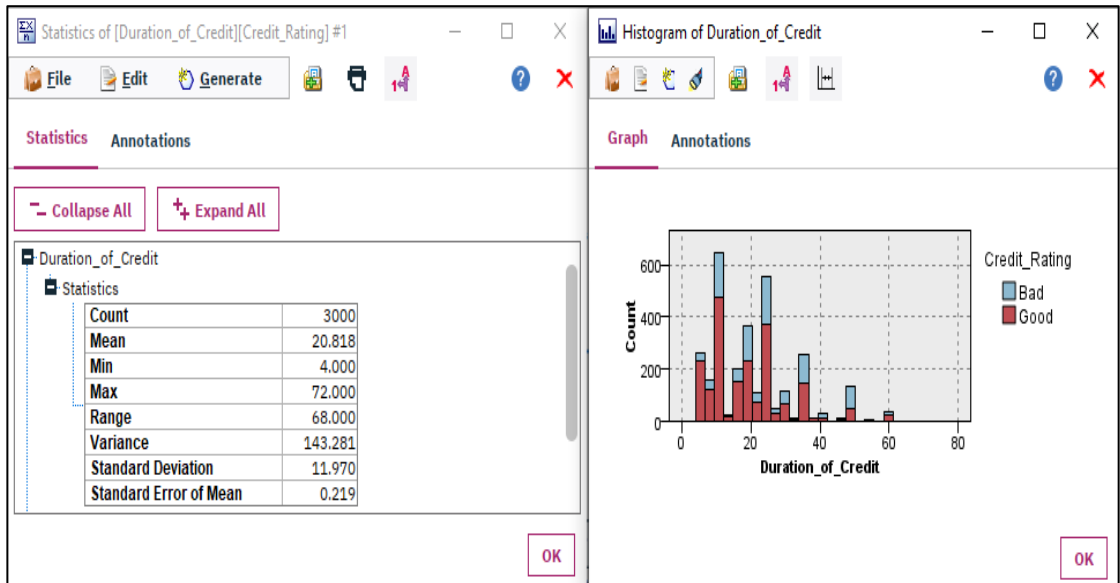 Statistics of [Duration_of_Credit][Credit_Rating] #1
File Edit Generate
Statistics Annotations
Collapse All Expand All
Duration_of_Credit
Statistics
Count 3000
Mean 20.818
Min 4.000
Max 72.000
Range 68.000
Variance 143.281
Standard Deviation 11.970
Standard Error of Mean 0.219
OK
Histogram of Duration_of_Credit
Graph Annotations
Credit_Rating
Bad
Good
Count
600
400
200
0
0 20 40 60 80
Duration_of_Credit
OK